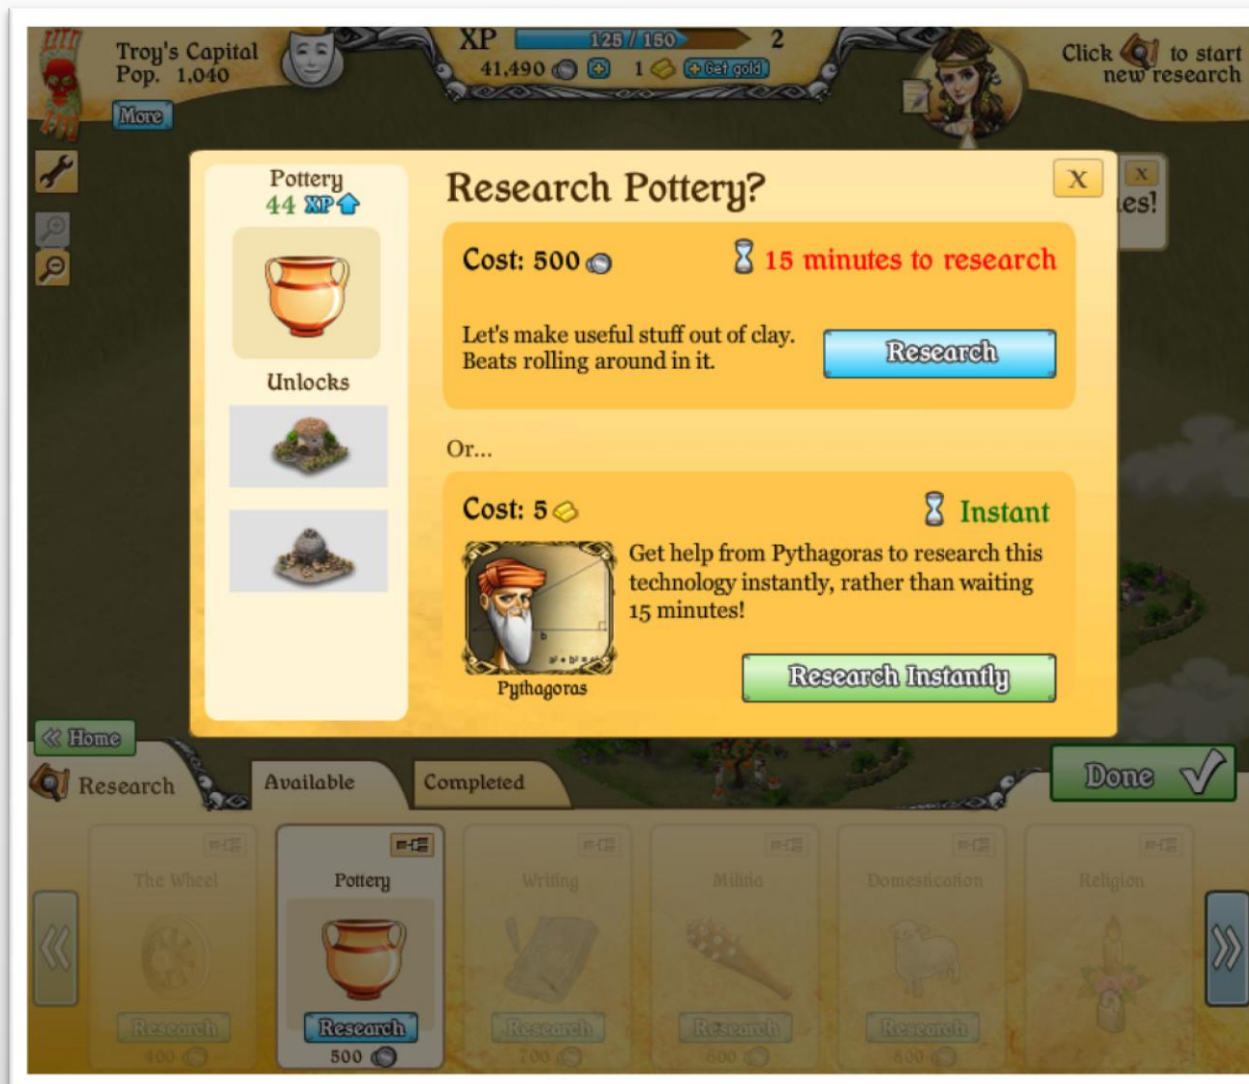 Troy's Capital
Pop. 1,040
More
XP 125 / 150 2
41,490 1 Get gold
Click to start
new research
X
es!
Pottery
44 XP
Unlocks
Research Pottery?
X
Cost: 500
15 minutes to research
Let's make useful stuff out of clay.
Beats rolling around in it.
Research
Or...
Cost: 5
Instant
Get help from Pythagoras to research this
technology instantly, rather than waiting
15 minutes!
b
Pythagoras
Research Instantly
Home
Research
Available
Completed
Done
The Wheel
Pottery
Writing
Militia
Domestication
Religion
Research
Research
Research
Research
Research
400
500
700
600
800